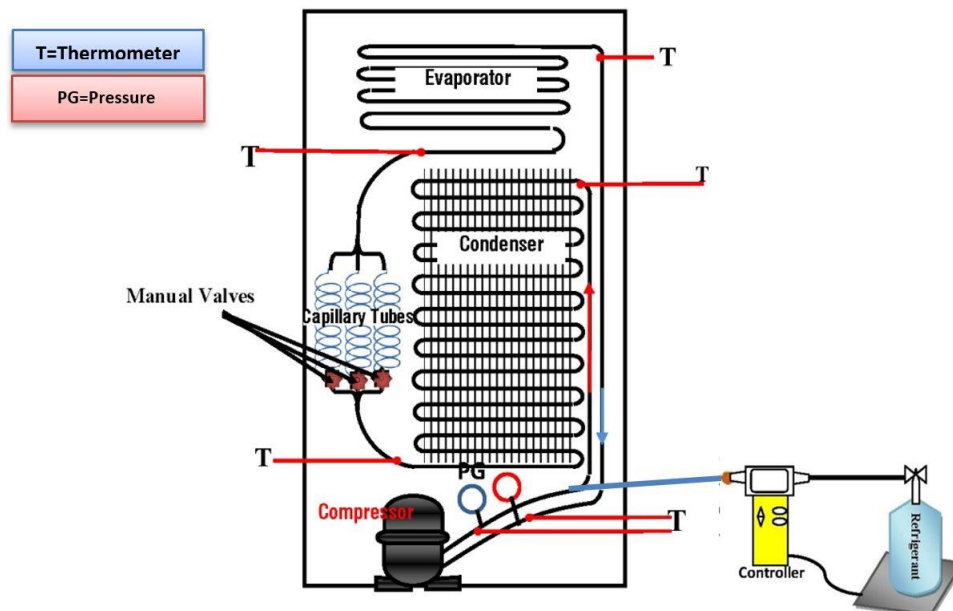 T=Thermometer
PG=Pressure
T
Evaporator
T
T
Condenser
Manual Valves
Capillary Tubes
T
PG
Compressor
T
Controller
Refrigerant